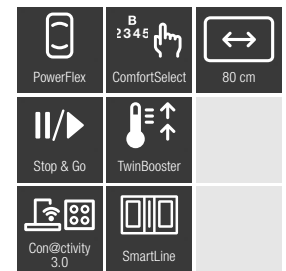 B
2345
PowerFlex
ComfortSelect
80 cm
Stop & Go
TwinBooster
Con@ctivity
3.0
SmartLine